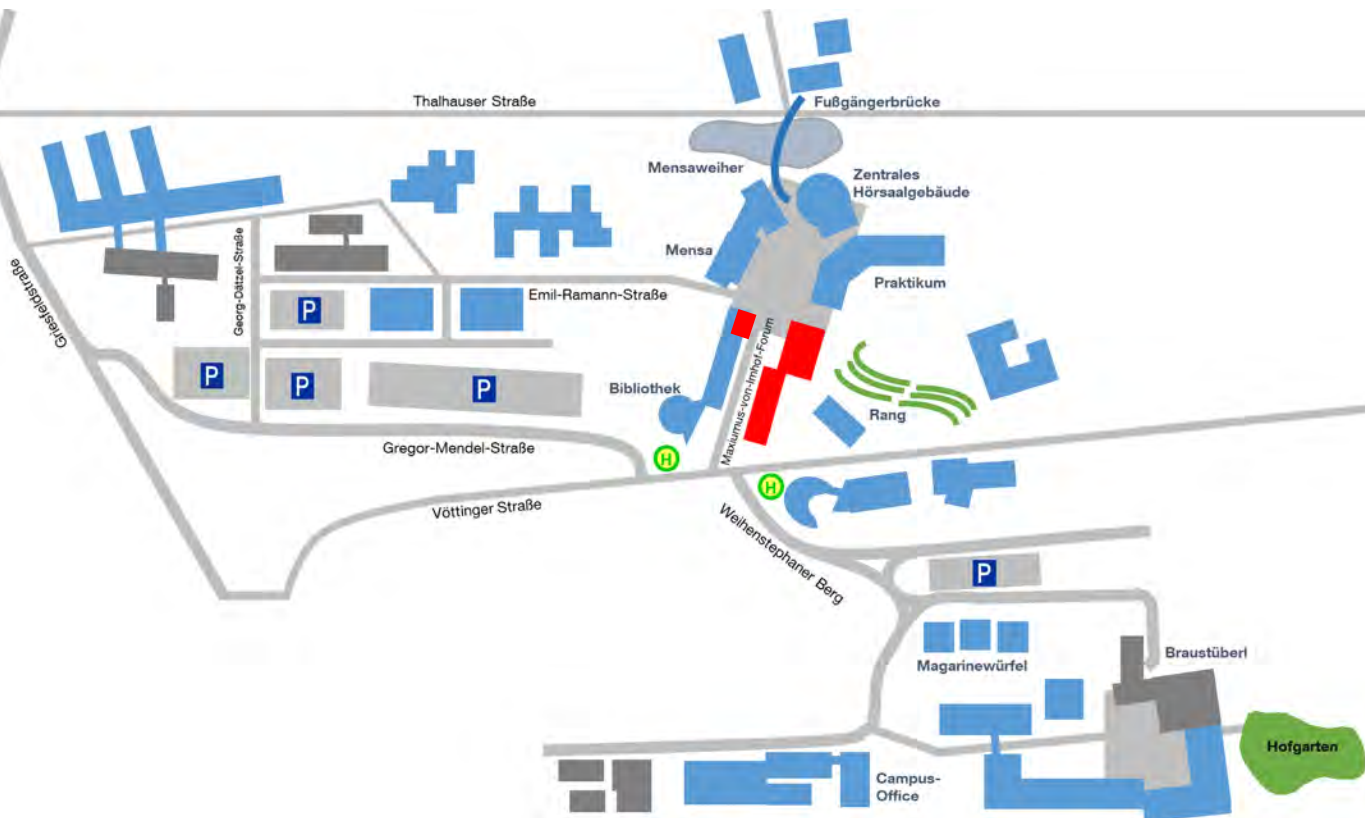 Thalhauser Straße
Fußgängerbrücke
Mensaweiher
Zentrales
Hörsaalgebäude
Mensa
Praktikum
Griesfeldstraße
Georg-Dätzel-Straße
Emil-Ramann-Straße
P
P
P
P
Maxiumus-von-Imhof-Forum
Bibliothek
Rang
Gregor-Mendel-Straße
H
H
Vöttinger Straße
Weihenstephaner Berg
P
Magarinewürfel
Braustüberl
Hofgarten
Campus-
Office